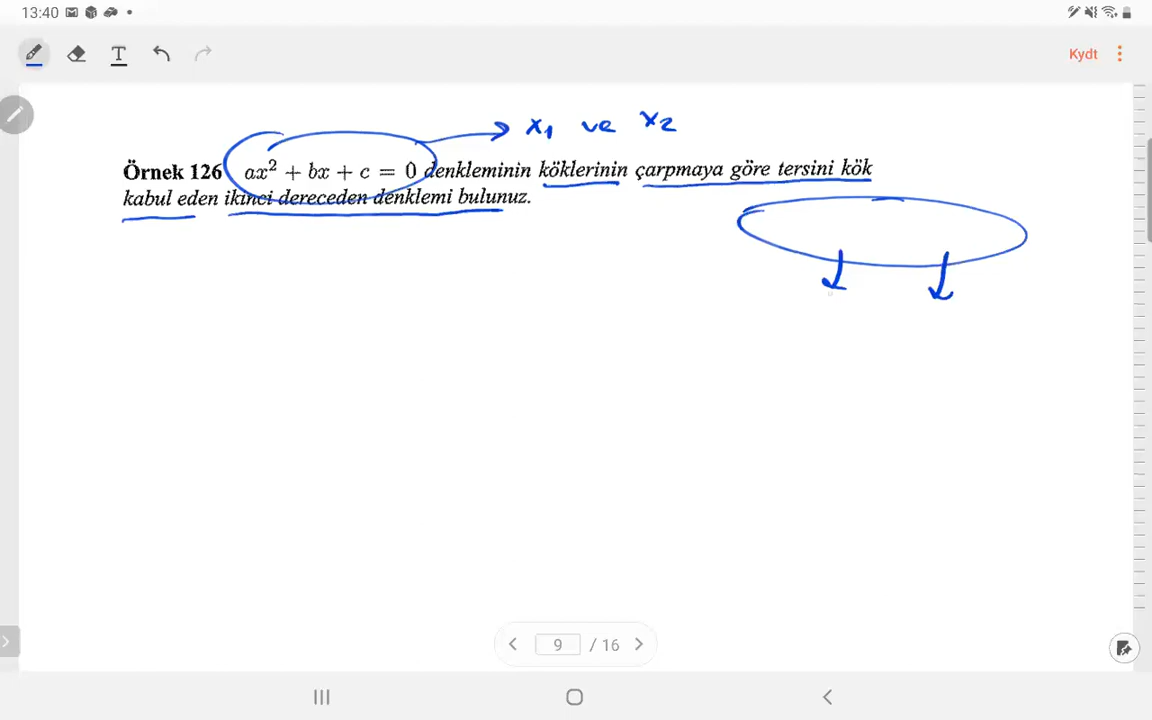 13:40
Kydt
x1 ve x2
Örnek 126 ax² + bx + c = 0 denkleminin köklerinin çarpmaya göre tersini kök
kabul eden ikinci dereceden denklemi bulunuz.
9 / 16